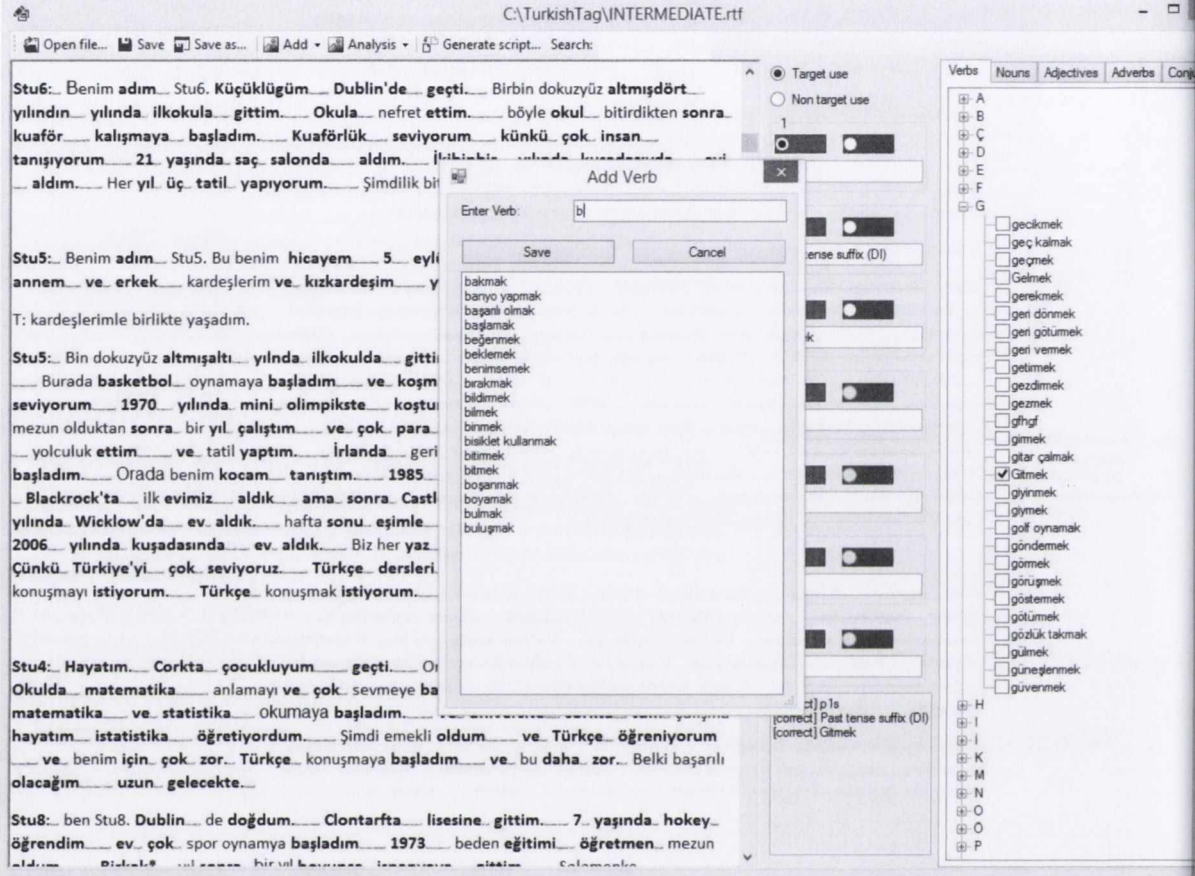 C:\TurkishTag\INTERMEDIATE.rtf
Open file... Save Save as... Add Analysis Generate script... Search:
Stu6: Benim adım Stu6. Küçüklügüm Dublin'de geçti. Birbin dokuzyüz altmışdört
yılındın yılında ilkokula gittim. Okula nefret ettim. böyle okul bitirdikten sonra
kuaför kalışmaya başladım. Kuaförlük seviyorum künkü çok insan
tanışıyorum 21 yaşında saç salonda aldım.
aldım. Her yıl üç tatil yapıyorum. Şimdilik bit
Stu5: Benim adım Stu5. Bu benim hicayem 5 eyl
annem ve erkek kardeşlerim ve kızkardeşim y
T: kardeşlerimle birlikte yaşadım.
Stu5: Bin dokuzyüz altmışaltı yılnda ilkokulda gitti
Burada basketbol oynamaya başladım ve koşm
seviyorum 1970 yılında mini olimpikste koştu
mezun olduktan sonra bir yıl çalıştım ve çok para
yolculuk ettim ve tatil yaptım. İrlanda geri
başladım. Orada benim kocam tanıştım. 1985
Blackrock'ta ilk evimiz aldık ama sonra Castl
yılında Wicklow'da ev aldık. hafta sonu eşimle
2006 yılında kuşadasında ev aldık. Biz her yaz
Çünkü Türkiye'yi çok seviyoruz Türkçe dersleri
konuşmayı istiyorum. Türkçe konuşmak istiyorum.
Stu4: Hayatım Corkta çocukluyum geçti.
Okulda matematika anlamayı ve çok sevmeye ba
matematika ve statistika okumaya başladım.
hayatım istatistika öğretiyordum. Şimdi emekli oldum ve Türkçe öğreniyorum
ve benim için çok zor. Türkçe konuşmaya başladım ve bu daha zor. Belki başarılı
olacağım uzun gelecekte.
Stu8: ben Stu8. Dublin de doğdum. Clontarfta lisesine gittim. 7 yaşında hokey
öğrendim ev çok spor oynamya başladım 1973 beden eğitimi öğretmen mezun
Add Verb
Enter Verb: b
Save Cancel
bakmak
banyo yapmak
başarılı olmak
başlamak
beğenmek
beklemek
benimsemek
bırakmak
bildirmek
bilmek
binmek
bisiklet kullanmak
bitirmek
bitmek
boşanmak
boyamak
bulmak
buluşmak
Target use
Non target use
1
ense suffix (DI)
ct] p1s
[correct] Past tense suffix (DI)
[correct] Gitmek
Verbs Nouns Adjectives Adverbs Conju
A
B
Ç
D
E
F
G
gecikmek
geç kalmak
geçmek
Gelmek
gerekmek
geri dönmek
geri götürmek
geri vermek
getirmek
gezdirmek
gezmek
gfhgf
girmek
gitar çalmak
Gitmek
giyinmek
giymek
golf oynamak
göndermek
görmek
görüşmek
göstermek
götürmek
gözlük takmak
gülmek
güneşlenmek
güvenmek
H
I
İ
K
M
N
O
Ö
P